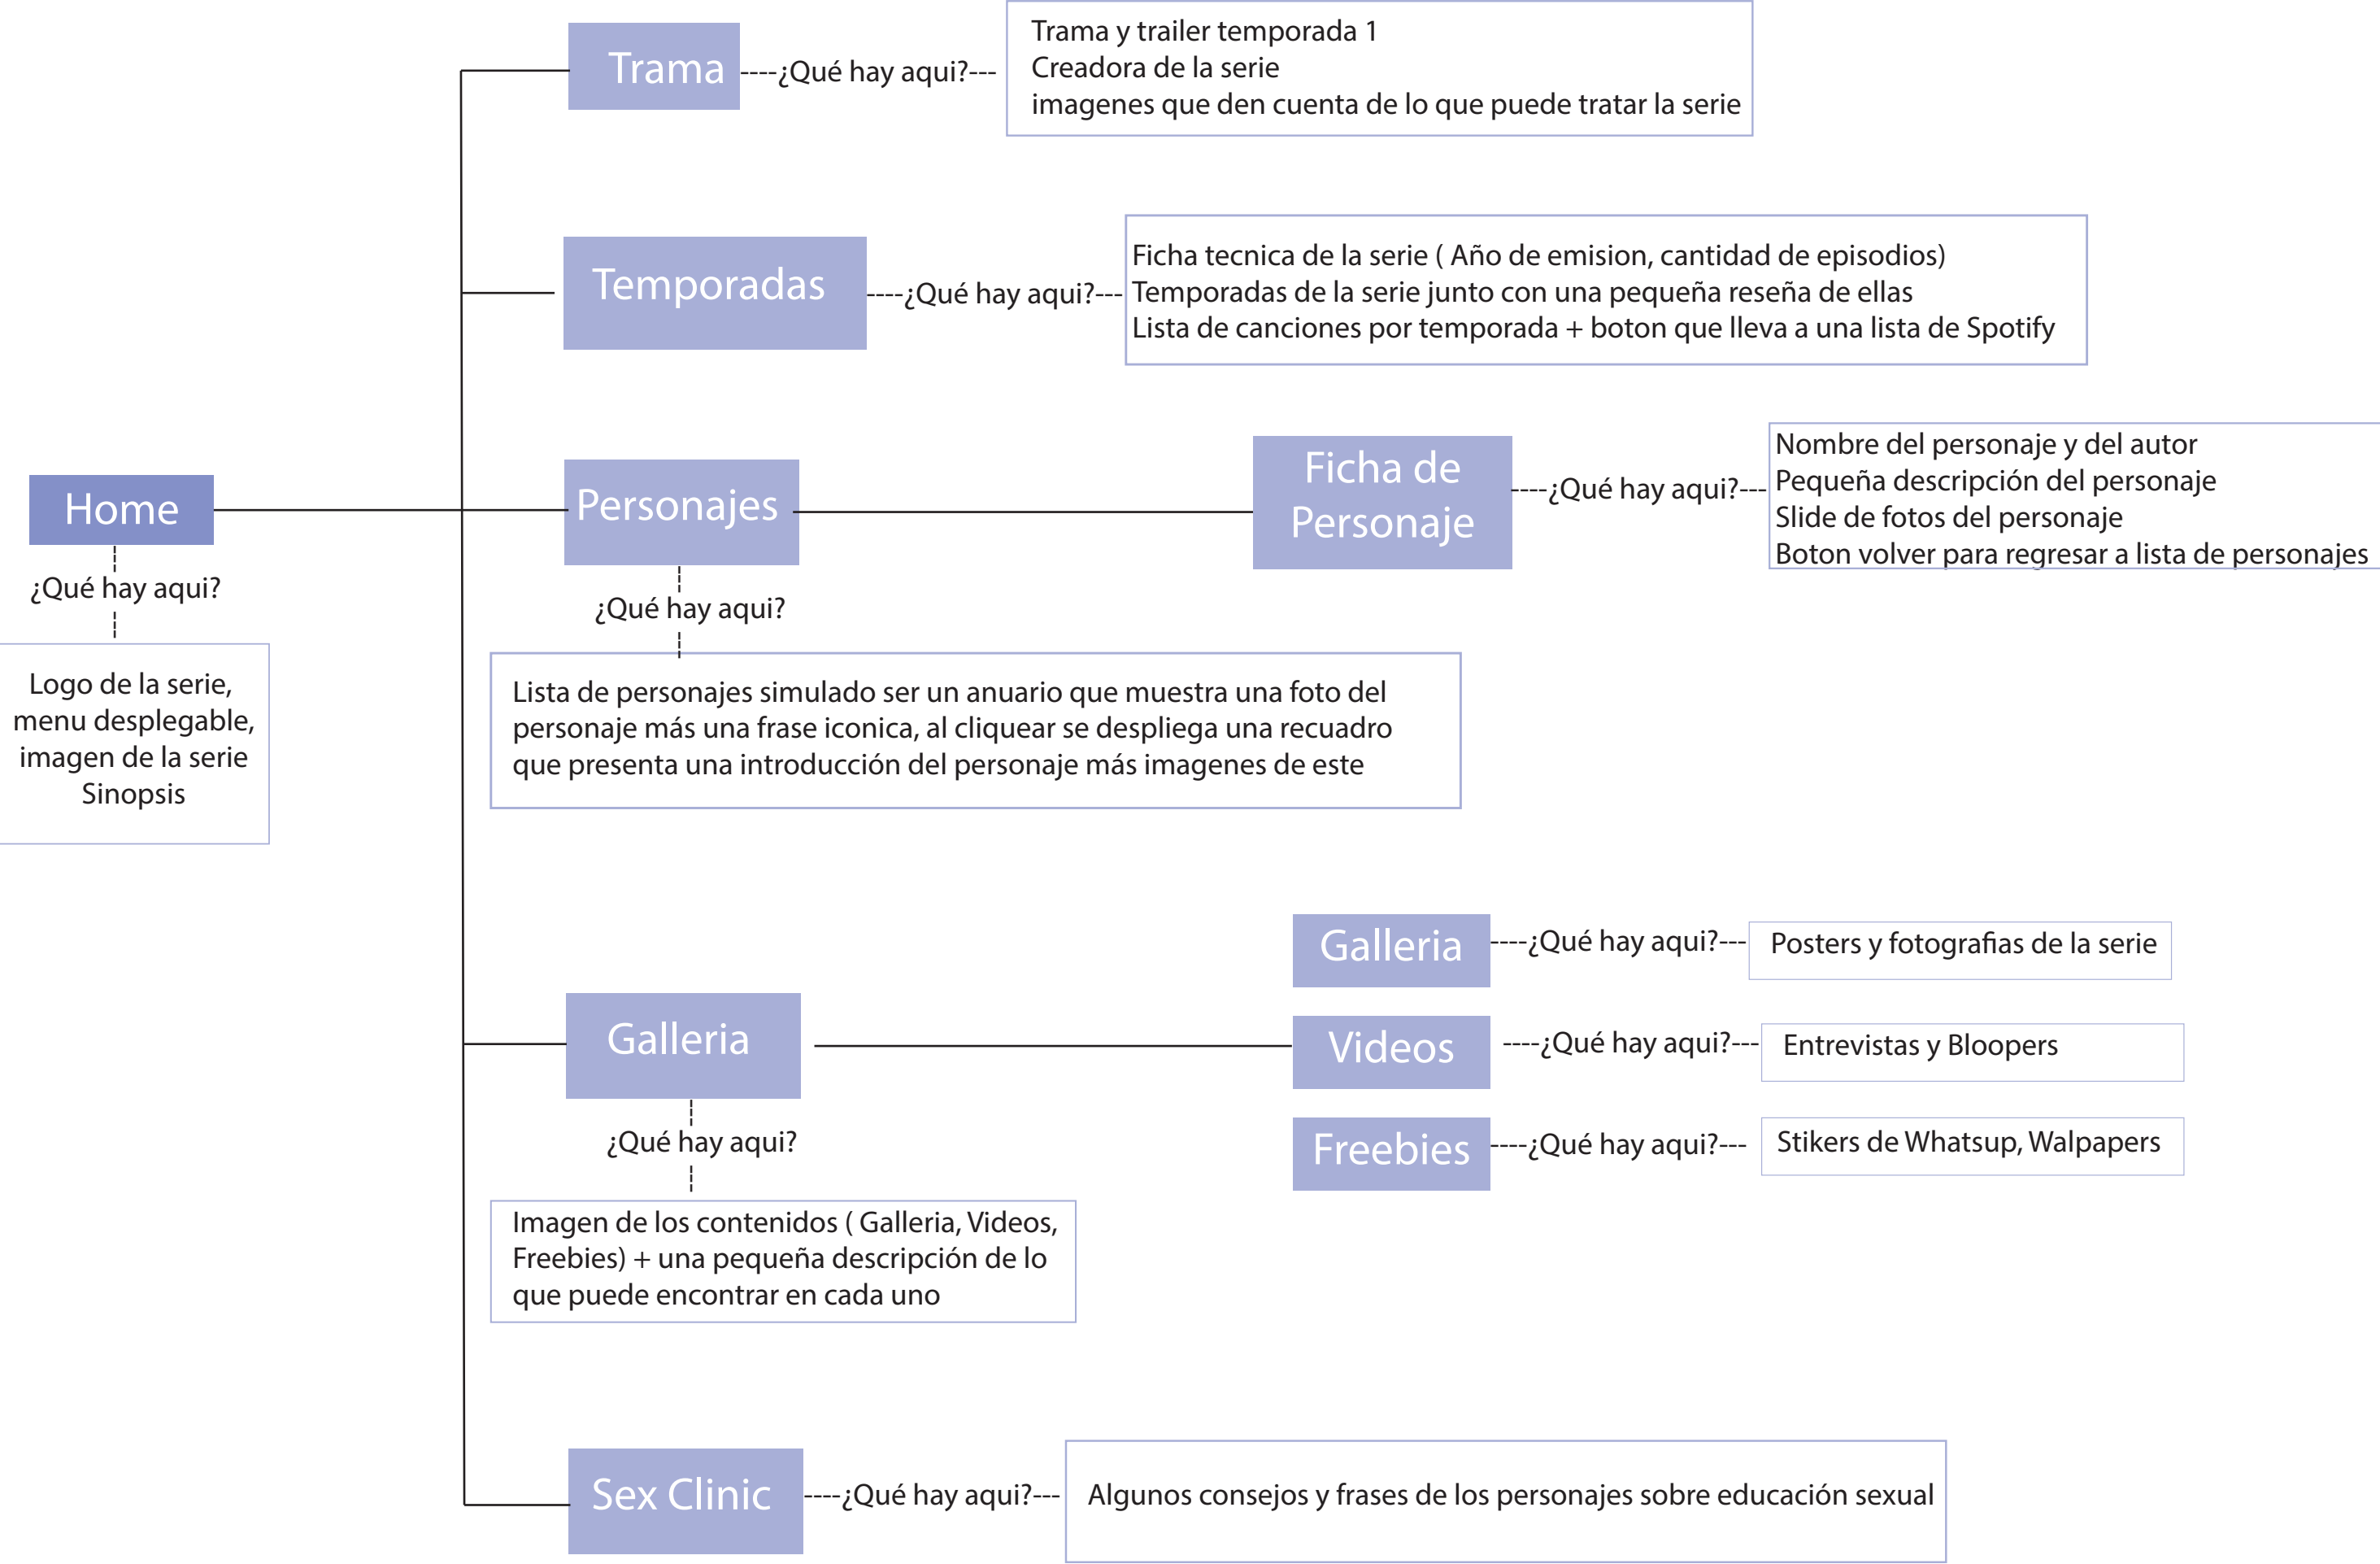 Trama
----¿Qué hay aqui?---
Trama y trailer temporada 1
Creadora de la serie
imagenes que den cuenta de lo que puede tratar la serie
Temporadas
----¿Qué hay aqui?---
Ficha tecnica de la serie ( Año de emision, cantidad de episodios)
Temporadas de la serie junto con una pequeña reseña de ellas
Lista de canciones por temporada + boton que lleva a una lista de Spotify
Home
¿Qué hay aqui?
Logo de la serie,
menu desplegable,
imagen de la serie
Sinopsis
Personajes
¿Qué hay aqui?
Lista de personajes simulado ser un anuario que muestra una foto del
personaje más una frase iconica, al cliquear se despliega una recuadro
que presenta una introducción del personaje más imagenes de este
Ficha de
Personaje
----¿Qué hay aqui?---
Nombre del personaje y del autor
Pequeña descripción del personaje
Slide de fotos del personaje
Boton volver para regresar a lista de personajes
Galleria
¿Qué hay aqui?
Imagen de los contenidos ( Galleria, Videos,
Freebies) + una pequeña descripción de lo
que puede encontrar en cada uno
Galleria
----¿Qué hay aqui?---
Posters y fotografias de la serie
Videos
----¿Qué hay aqui?---
Entrevistas y Bloopers
Freebies
----¿Qué hay aqui?---
Stikers de Whatsup, Walpapers
Sex Clinic
----¿Qué hay aqui?---
Algunos consejos y frases de los personajes sobre educación sexual